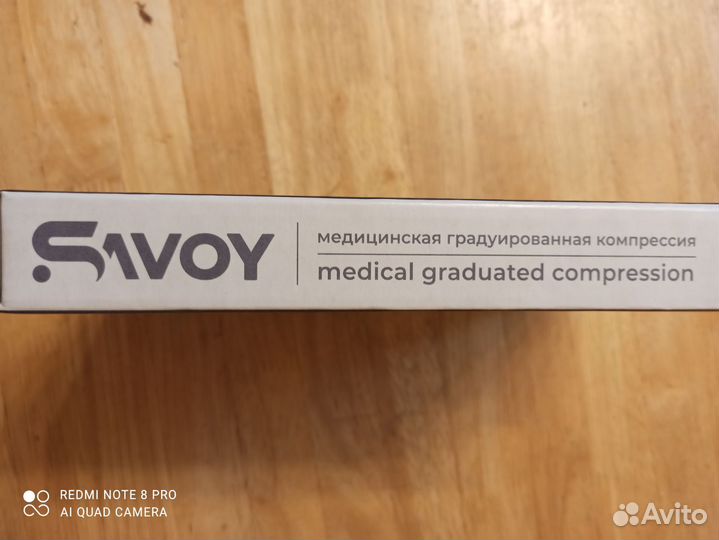 SAVOY
медицинская градуированная компрессия
medical graduated compression
REDMI NOTE 8 PRO
AI QUAD CAMERA
Avito